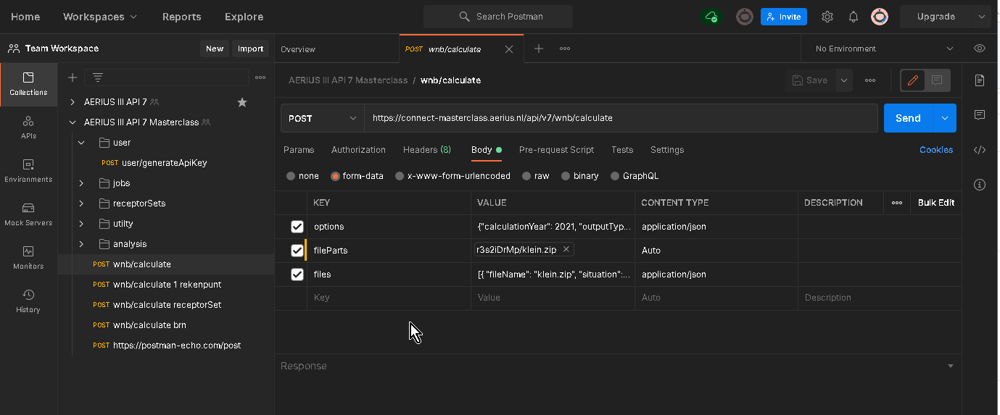 Home Workspaces Reports Explore Search Postman Invite Upgrade
Team Workspace New Import
Overview POST wnb/calculate No Environment
Collections
APIs
Environments
Mock Servers
Monitors
History
AERIUS III API 7
AERIUS III API 7 Masterclass
user
POST user/generateApiKey
jobs
receptorSets
utilty
analysis
POST wnb/calculate
POST wnb/calculate 1 rekenpunt
POST wnb/calculate receptorSet
POST wnb/calculate brn
POST https://postman-echo.com/post
AERIUS III API 7 Masterclass / wnb/calculate Save
POST https://connect-masterclass.aerius.nl/api/v7/wnb/calculate Send
Params Authorization Headers (8) Body Pre-request Script Tests Settings Cookies
none form-data x-www-form-urlencoded raw binary GraphQL
KEY VALUE CONTENT TYPE DESCRIPTION Bulk Edit
options {"calculationYear": 2021, "outputTyp... application/json
fileParts r3s2iDrMp/klein.zip Auto
files [{ "fileName": "klein.zip", "situation":... application/json
Key Value Auto Description
Response